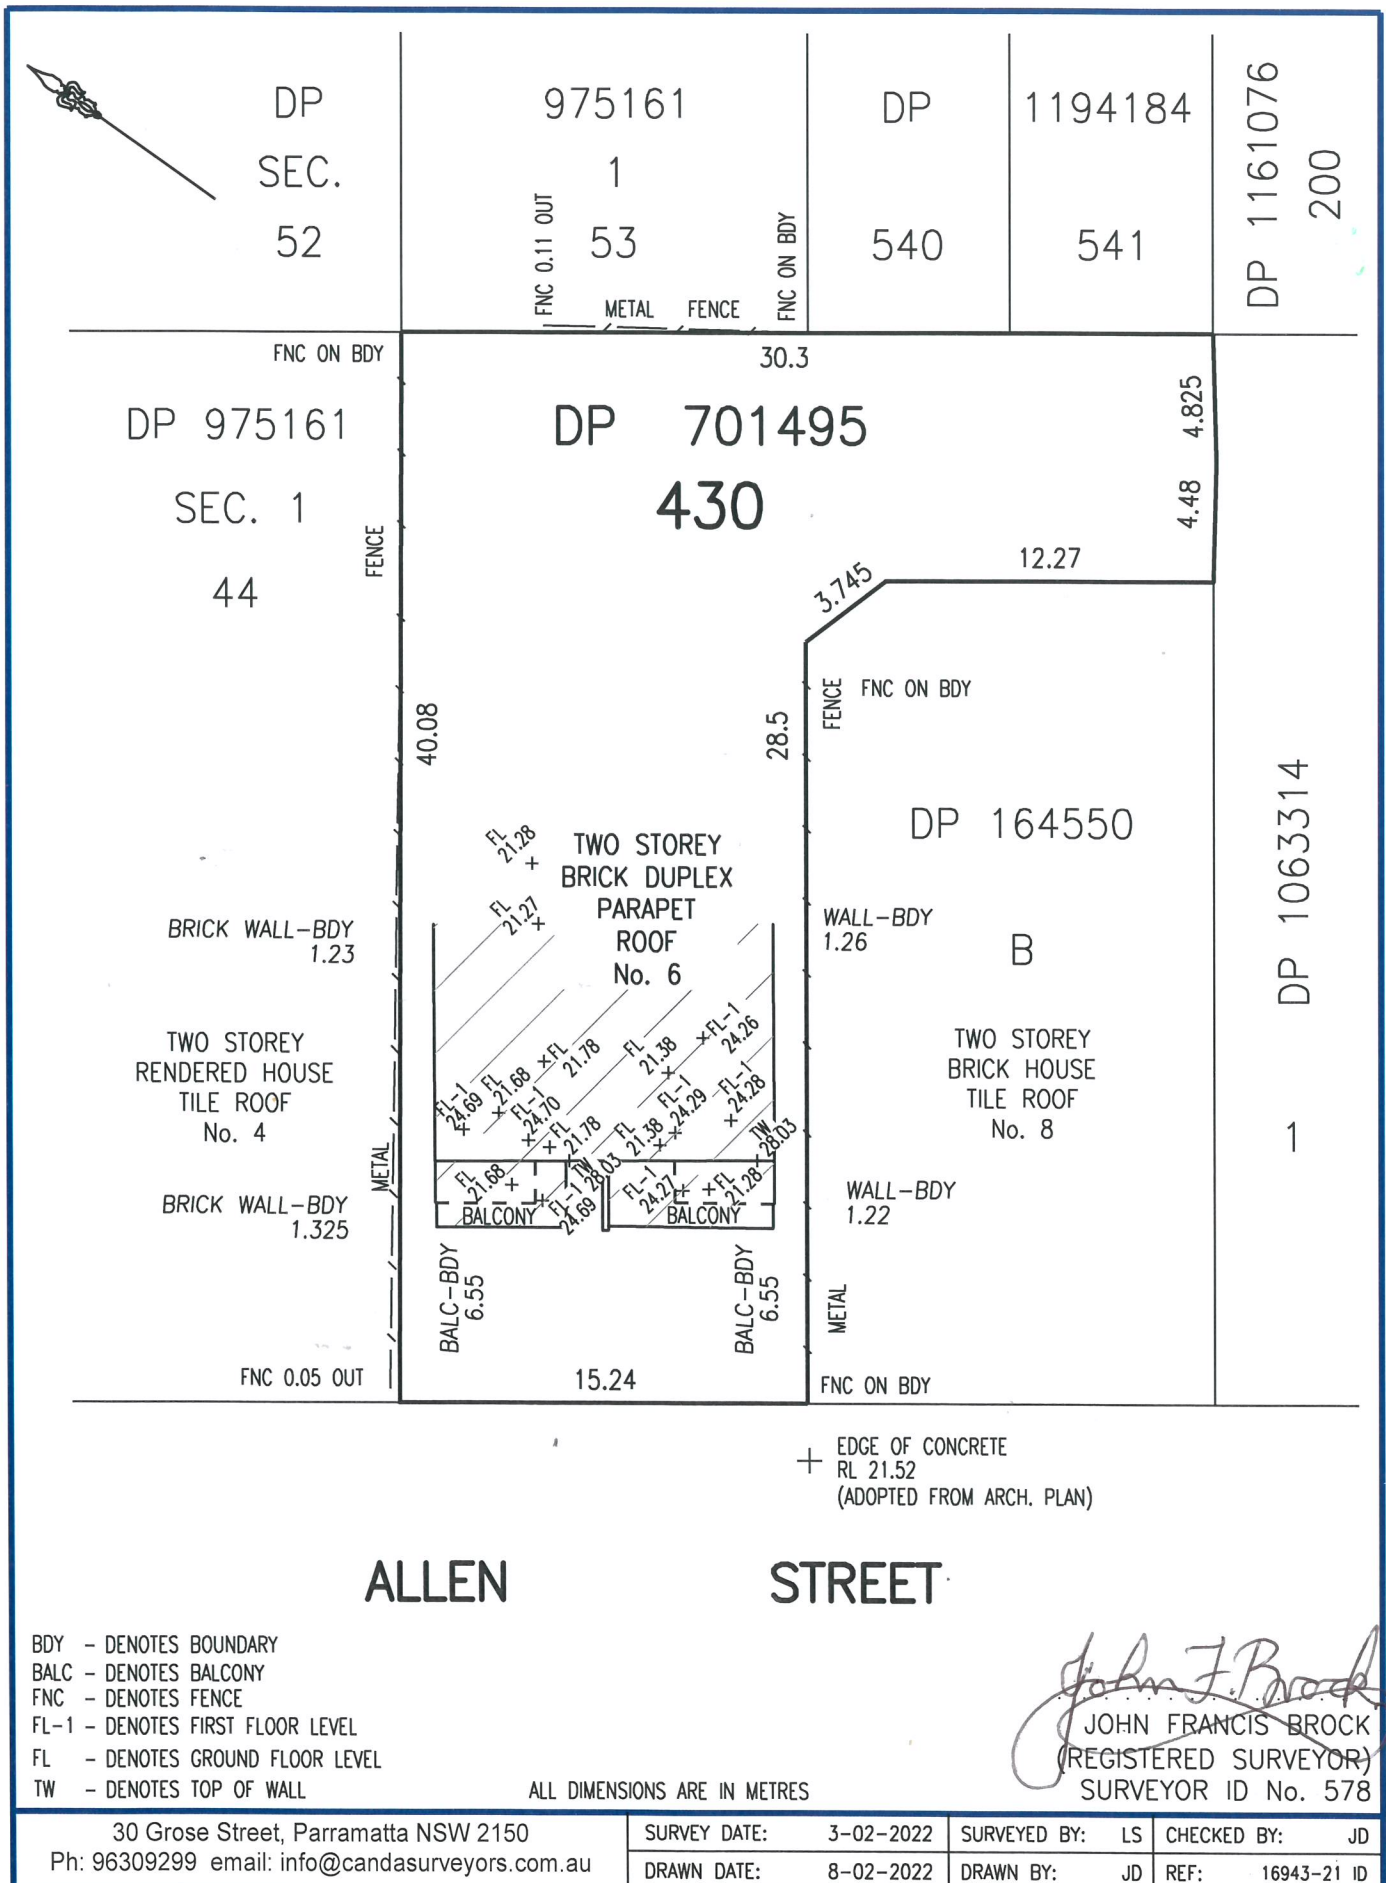 DP 975161 DP 1194184
SEC. 1
52 53 540 541
DP 1161076
200
FNC 0.11 OUT
METAL FENCE
FNC ON BDY
FNC ON BDY
30.3
DP 975161
SEC. 1
44
DP 701495
430
4.825
4.48
12.27
3.745
FENCE
FENCE
FNC ON BDY
40.08
28.5
DP 164550
B
DP 1063314
1
FL
21.28
FL
21.27
TWO STOREY
BRICK DUPLEX
PARAPET
ROOF
No. 6
BRICK WALL-BDY
1.23
WALL-BDY
1.26
TWO STOREY
RENDERED HOUSE
TILE ROOF
No. 4
TWO STOREY
BRICK HOUSE
TILE ROOF
No. 8
FL-1
24.69
FL
21.68
FL
21.78
FL-1
24.70
FL
21.78
FL
21.38
FL-1
24.26
FL-1
24.29
FL-1
24.28
FL
21.38
TW
28.03
TW
28.03
FL
21.68
FL-1
24.69
FL-1
24.27
FL
21.28
BALCONY
BALCONY
METAL
BRICK WALL-BDY
1.325
WALL-BDY
1.22
BALC-BDY
6.55
BALC-BDY
6.55
METAL
FNC 0.05 OUT
15.24
FNC ON BDY
EDGE OF CONCRETE
RL 21.52
(ADOPTED FROM ARCH. PLAN)
ALLEN STREET
BDY - DENOTES BOUNDARY
BALC - DENOTES BALCONY
FNC - DENOTES FENCE
FL-1 - DENOTES FIRST FLOOR LEVEL
FL - DENOTES GROUND FLOOR LEVEL
TW - DENOTES TOP OF WALL
ALL DIMENSIONS ARE IN METRES
John F. Brock
JOHN FRANCIS BROCK
(REGISTERED SURVEYOR)
SURVEYOR ID No. 578
30 Grose Street, Parramatta NSW 2150
Ph: 96309299 email: info@candasurveyors.com.au
SURVEY DATE: 3-02-2022 SURVEYED BY: LS CHECKED BY: JD
DRAWN DATE: 8-02-2022 DRAWN BY: JD REF: 16943-21 ID